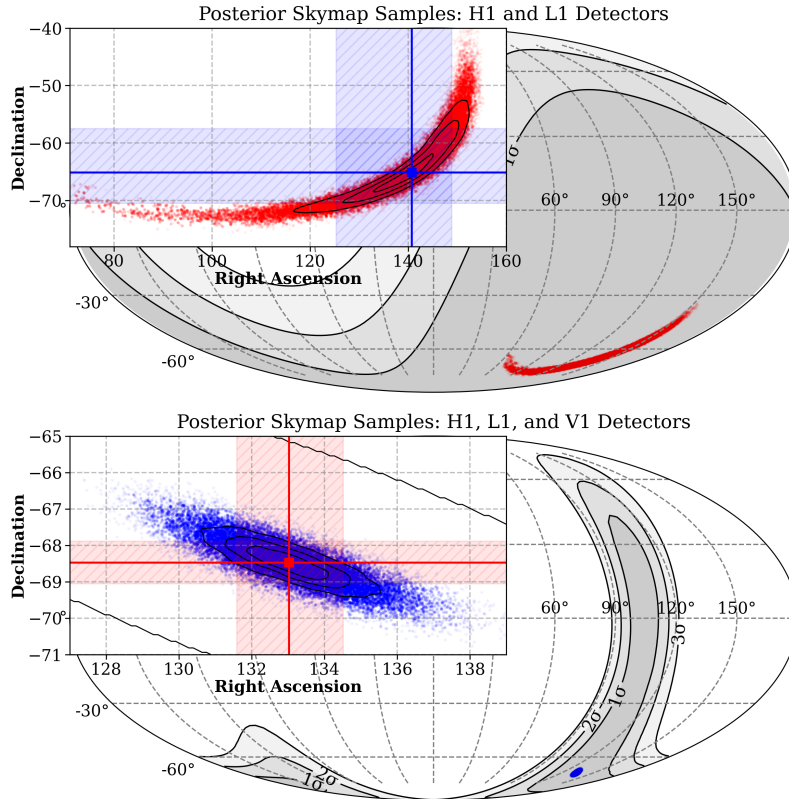 Posterior Skymap Samples: H1 and L1 Detectors
−40
−50
−60
−70
Declination
80
100
120
140
160
Right Ascension
1σ
60°
90°
120°
150°
-30°
-60°
Posterior Skymap Samples: H1, L1, and V1 Detectors
−65
−66
−67
−68
−69
−70
−71
Declination
128
130
132
134
136
138
Right Ascension
60°
90°
120°
150°
3σ
2σ
1σ
-30°
-60°
2σ
1σ